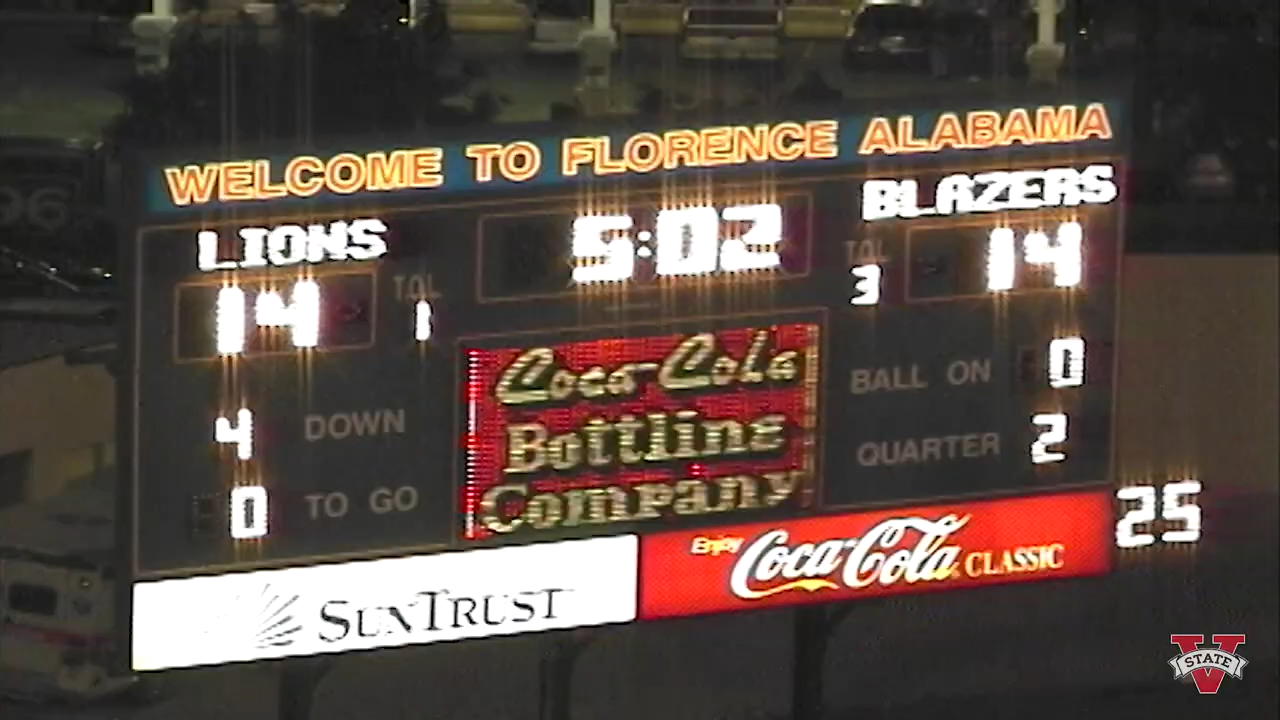 WELCOME TO FLORENCE ALABAMA
LIONS 5:02 BLAZERS
14 TOL 1 TOL 3 14
Coca-Cola
Bottling
Company
BALL ON 0
4 DOWN
QUARTER 2
0 TO GO
25
SUNTRUST
Enjoy Coca-Cola CLASSIC
96
V STATE